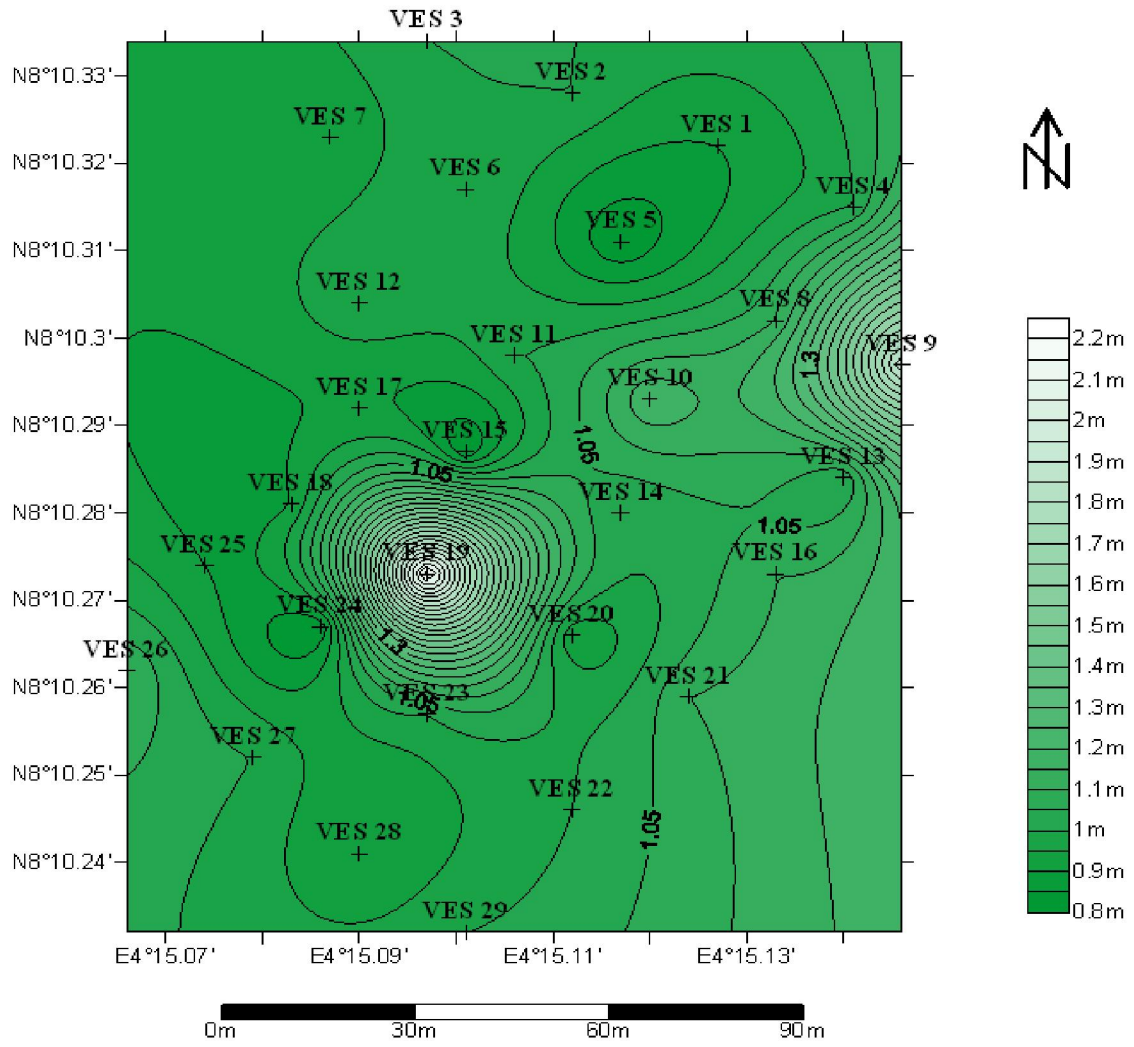 VES 3
N8°10.33'
VES 2
VES 7
VES 1
N8°10.32'
VES 6
VES 4
VES 5
N8°10.31'
VES 12
VES 8
N8°10.3'
VES 11
VES 9
1.3
VES 17
VES 10
N8°10.29'
VES 15
1.05
1.05
VES 13
VES 18
VES 14
N8°10.28'
1.05
VES 25
VES 19
VES 16
N8°10.27'
VES 24
VES 20
1.3
VES 26
N8°10.26'
VES 23
1.05
VES 21
VES 27
N8°10.25'
VES 22
VES 28
1.05
N8°10.24'
VES 29
E4°15.07'
E4°15.09'
E4°15.11'
E4°15.13'
0m
30m
60m
90m
N
2.2m
2.1m
2m
1.9m
1.8m
1.7m
1.6m
1.5m
1.4m
1.3m
1.2m
1.1m
1m
0.9m
0.8m